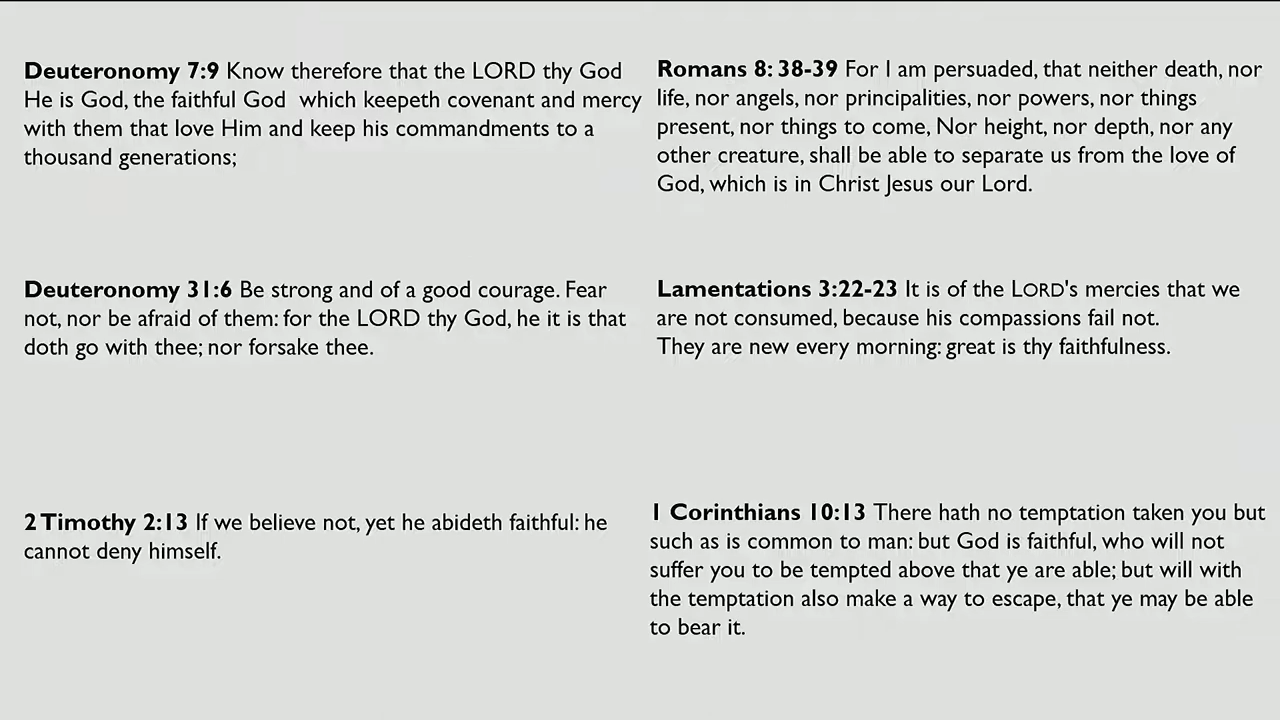 Deuteronomy 7:9 Know therefore that the LORD thy God
He is God, the faithful God  which keepeth covenant and mercy
with them that love Him and keep his commandments to a
thousand generations;
Deuteronomy 31:6 Be strong and of a good courage. Fear
not, nor be afraid of them: for the LORD thy God, he it is that
doth go with thee; nor forsake thee.
2 Timothy 2:13 If we believe not, yet he abideth faithful: he
cannot deny himself.
Romans 8: 38-39 For I am persuaded, that neither death, nor
life, nor angels, nor principalities, nor powers, nor things
present, nor things to come, Nor height, nor depth, nor any
other creature, shall be able to separate us from the love of
God, which is in Christ Jesus our Lord.
Lamentations 3:22-23 It is of the LORD's mercies that we
are not consumed, because his compassions fail not.
They are new every morning: great is thy faithfulness.
1 Corinthians 10:13 There hath no temptation taken you but
such as is common to man: but God is faithful, who will not
suffer you to be tempted above that ye are able; but will with
the temptation also make a way to escape, that ye may be able
to bear it.